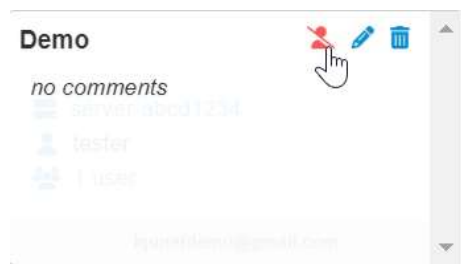 Demo
no comments
server abcd1234
tester
1 user